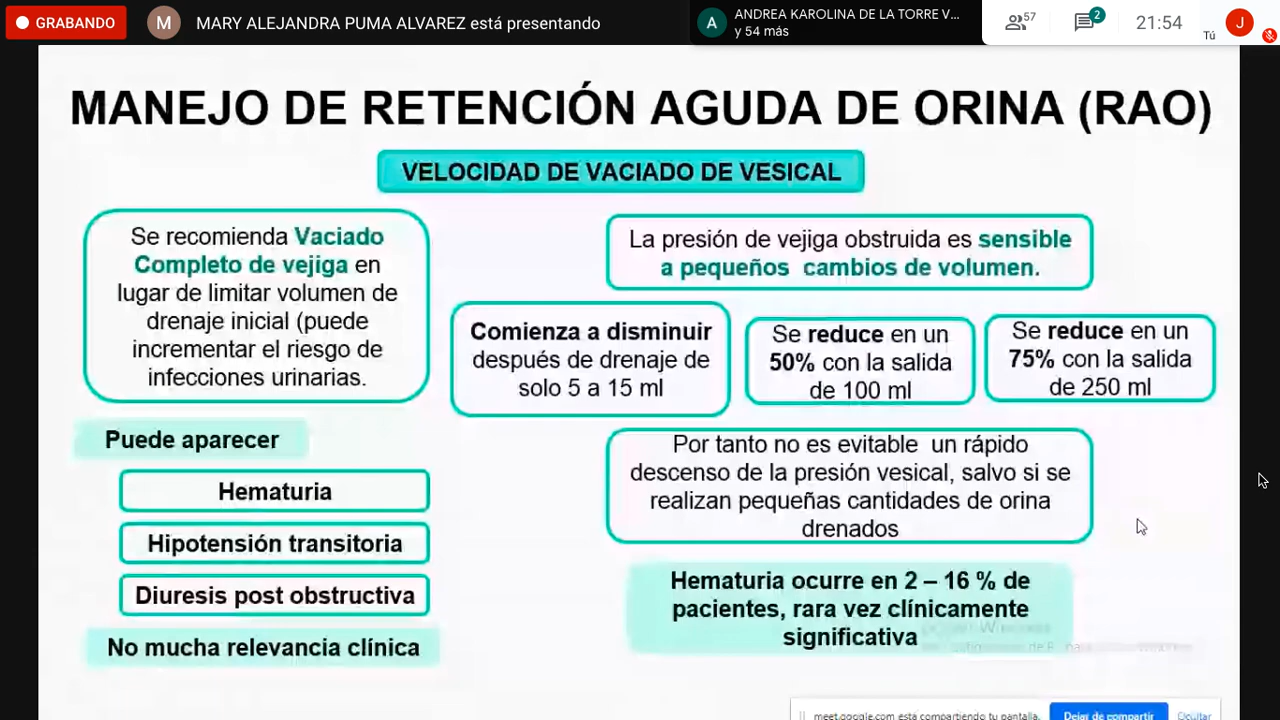 GRABANDO
M
MARY ALEJANDRA PUMA ALVAREZ está presentando
A
ANDREA KAROLINA DE LA TORRE V...
y 54 más
57
2
21:54
Tú
J
MANEJO DE RETENCIÓN AGUDA DE ORINA (RAO)
VELOCIDAD DE VACIADO DE VESICAL
Se recomienda Vaciado
Completo de vejiga en
lugar de limitar volumen de
drenaje inicial (puede
incrementar el riesgo de
infecciones urinarias.
Puede aparecer
Hematuria
Hipotensión transitoria
Diuresis post obstructiva
No mucha relevancia clínica
La presión de vejiga obstruida es sensible
a pequeños cambios de volumen.
Comienza a disminuir
después de drenaje de
solo 5 a 15 ml
Se reduce en un
50% con la salida
de 100 ml
Se reduce en un
75% con la salida
de 250 ml
Por tanto no es evitable un rápido
descenso de la presión vesical, salvo si se
realizan pequeñas cantidades de orina
drenados
Hematuria ocurre en 2 – 16 % de
pacientes, rara vez clínicamente
significativa
meet.google.com está compartiendo tu pantalla.
Dejar de compartir
Ocultar